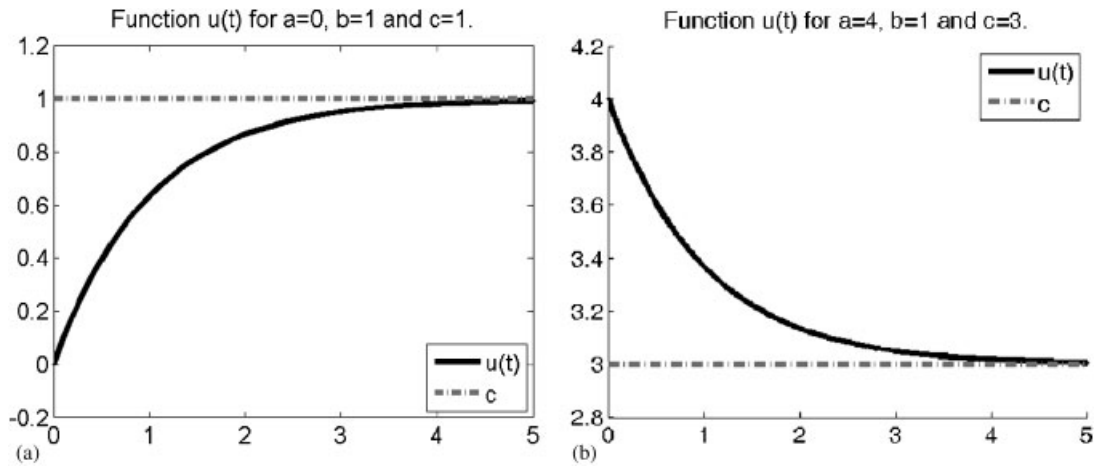 Function u(t) for a=0, b=1 and c=1.
1.2
1
0.8
0.6
0.4
0.2
0
-0.2
0 1 2 3 4 5
u(t)
c
(a)
Function u(t) for a=4, b=1 and c=3.
4.2
4
3.8
3.6
3.4
3.2
3
2.8
0 1 2 3 4 5
u(t)
c
(b)